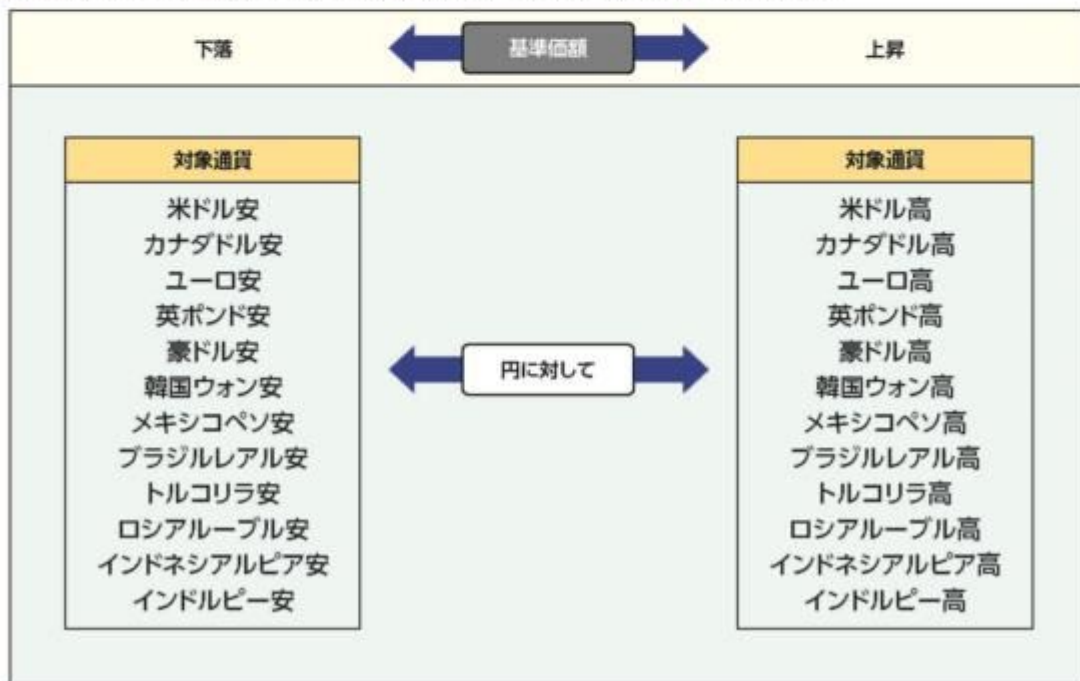 下落
基準価額
上昇
対象通貨
米ドル安
カナダドル安
ユーロ安
英ポンド安
豪ドル安
韓国ウォン安
メキシコペソ安
ブラジルレアル安
トルコリラ安
ロシアルーブル安
インドネシアルピア安
インドルピー安
円に対して
対象通貨
米ドル高
カナダドル高
ユーロ高
英ポンド高
豪ドル高
韓国ウォン高
メキシコペソ高
ブラジルレアル高
トルコリラ高
ロシアルーブル高
インドネシアルピア高
インドルピー高